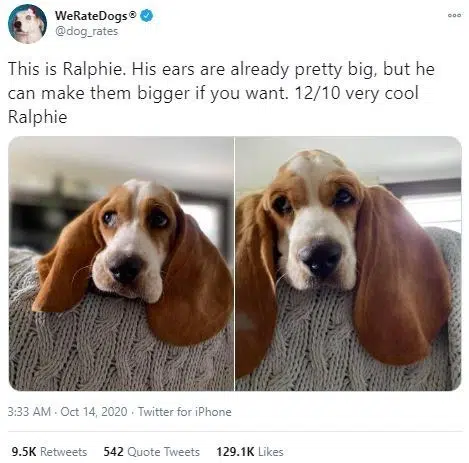 WeRateDogs®
@dog_rates
This is Ralphie. His ears are already pretty big, but he
can make them bigger if you want. 12/10 very cool
Ralphie
3:33 AM · Oct 14, 2020 · Twitter for iPhone
9.5K Retweets 542 Quote Tweets 129.1K Likes